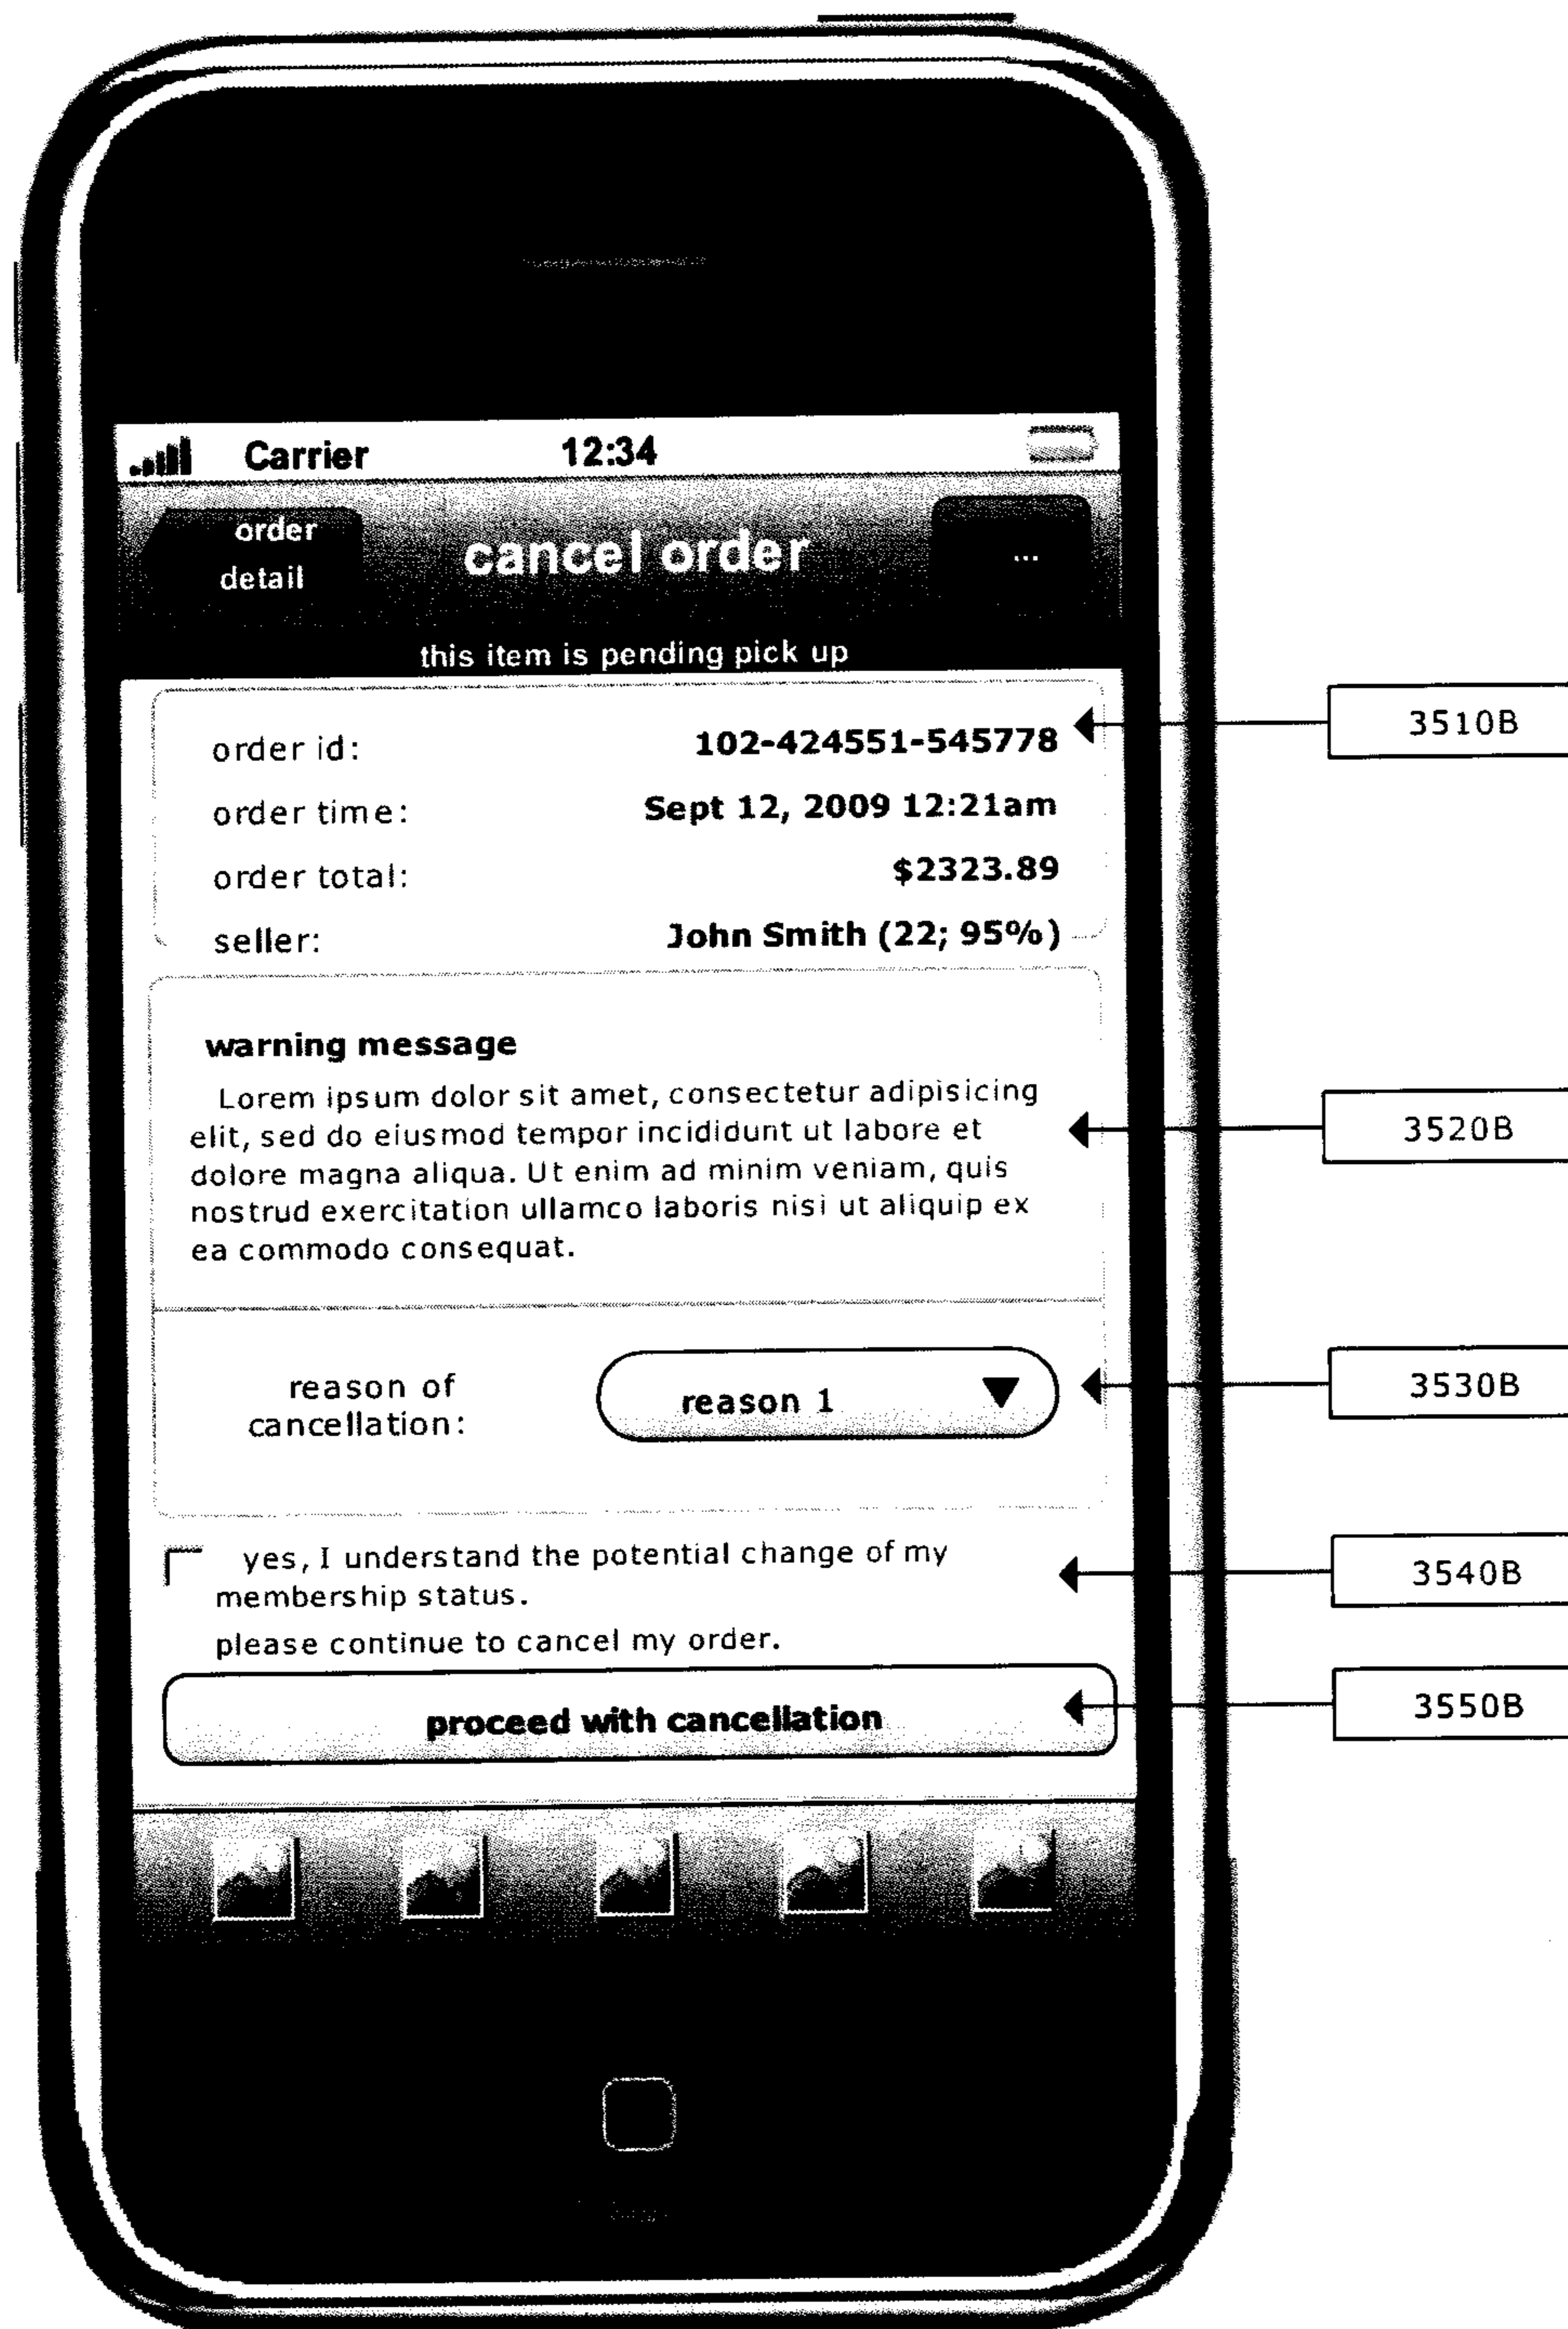 Carrier 12:34
order
detail
cancel order
...
this item is pending pick up
order id: 102-424551-545778
order time: Sept 12, 2009 12:21am
order total: $2323.89
seller: John Smith (22; 95%)
warning message
Lorem ipsum dolor sit amet, consectetur adipisicing
elit, sed do eiusmod tempor incididunt ut labore et
dolore magna aliqua. Ut enim ad minim veniam, quis
nostrud exercitation ullamco laboris nisi ut aliquip ex
ea commodo consequat.
reason of
cancellation:
reason 1
yes, I understand the potential change of my
membership status.
please continue to cancel my order.
proceed with cancellation
3510B
3520B
3530B
3540B
3550B